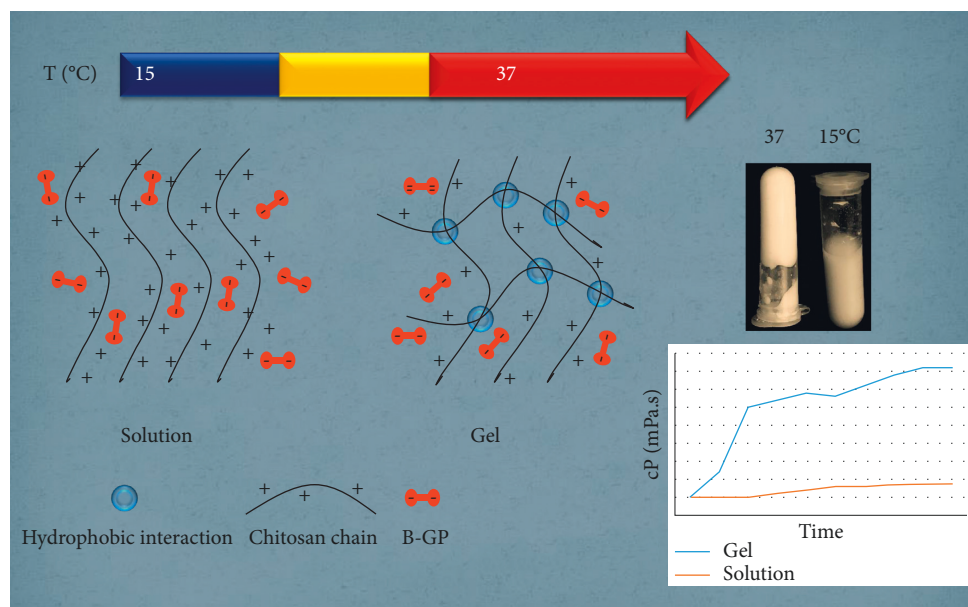 T (°C)
15
37
37
15°C
Solution
Gel
Hydrophobic interaction
Chitosan chain
B-GP
cP (mPa.s)
Time
Gel
Solution